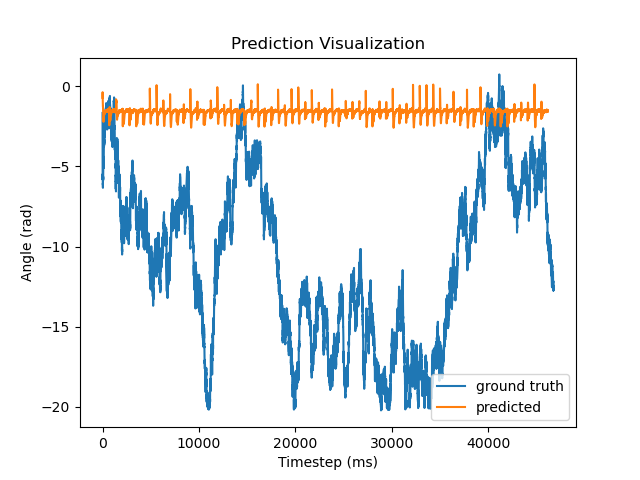 Prediction Visualization
Angle (rad)
0
−5
−10
−15
−20
0
10000
20000
30000
40000
Timestep (ms)
ground truth
predicted